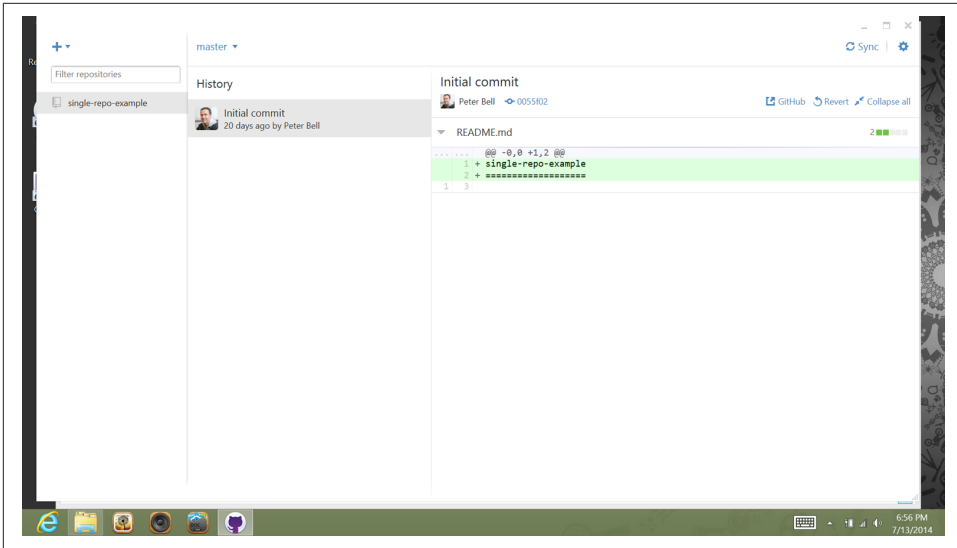 master
Sync
Filter repositories
single-repo-example
History
Initial commit
20 days ago by Peter Bell
Initial commit
Peter Bell 0055f02
GitHub Revert Collapse all
README.md 2
... ... @@ -0,0 +1,2 @@
1 + single-repo-example
2 + ===================
1 3
6:56 PM
7/13/2014